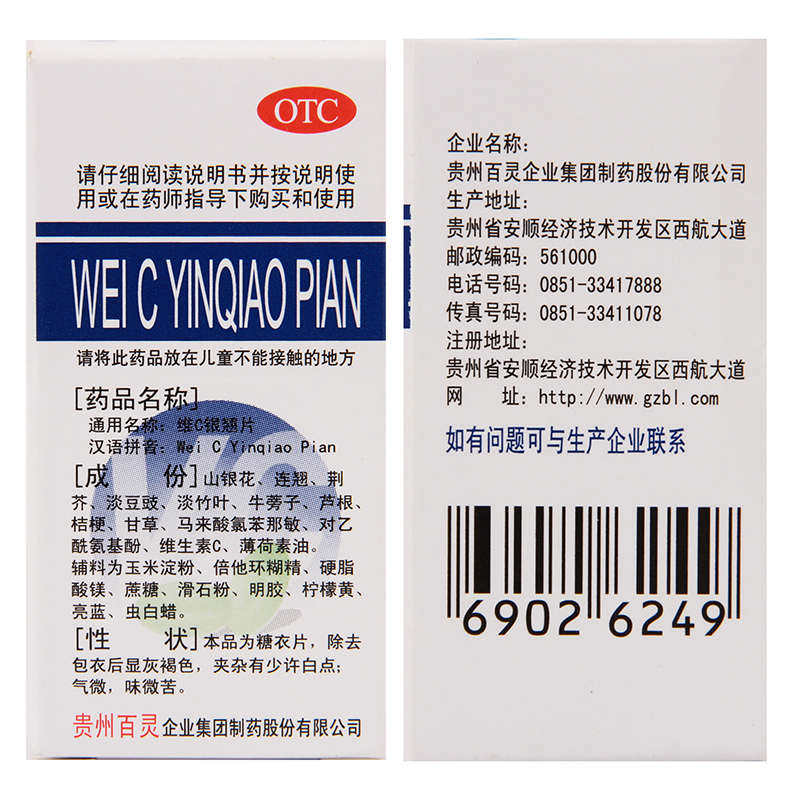 OTC
请仔细阅读说明书并按说明使
用或在药师指导下购买和使用
WEI C YINQIAO PIAN
请将此药品放在儿童不能接触的地方
[药品名称]
通用名称：维C银翘片
汉语拼音：Wei C Yinqiao Pian
[成 份]山银花、连翘、荆
芥、淡豆豉、淡竹叶、牛蒡子、芦根、
桔梗、甘草、马来酸氯苯那敏、对乙
酰氨基酚、维生素C、薄荷素油。
辅料为玉米淀粉、倍他环糊精、硬脂
酸镁、蔗糖、滑石粉、明胶、柠檬黄、
亮蓝、虫白蜡。
[性 状]本品为糖衣片，除去
包衣后显灰褐色，夹杂有少许白点；
气微，味微苦。
贵州百灵企业集团制药股份有限公司
企业名称：
贵州百灵企业集团制药股份有限公司
生产地址：
贵州省安顺经济技术开发区西航大道
邮政编码：561000
电话号码：0851-33417888
传真号码：0851-33411078
注册地址：
贵州省安顺经济技术开发区西航大道
网 址：http://www.gzbl.com
如有问题可与生产企业联系
6902 6249